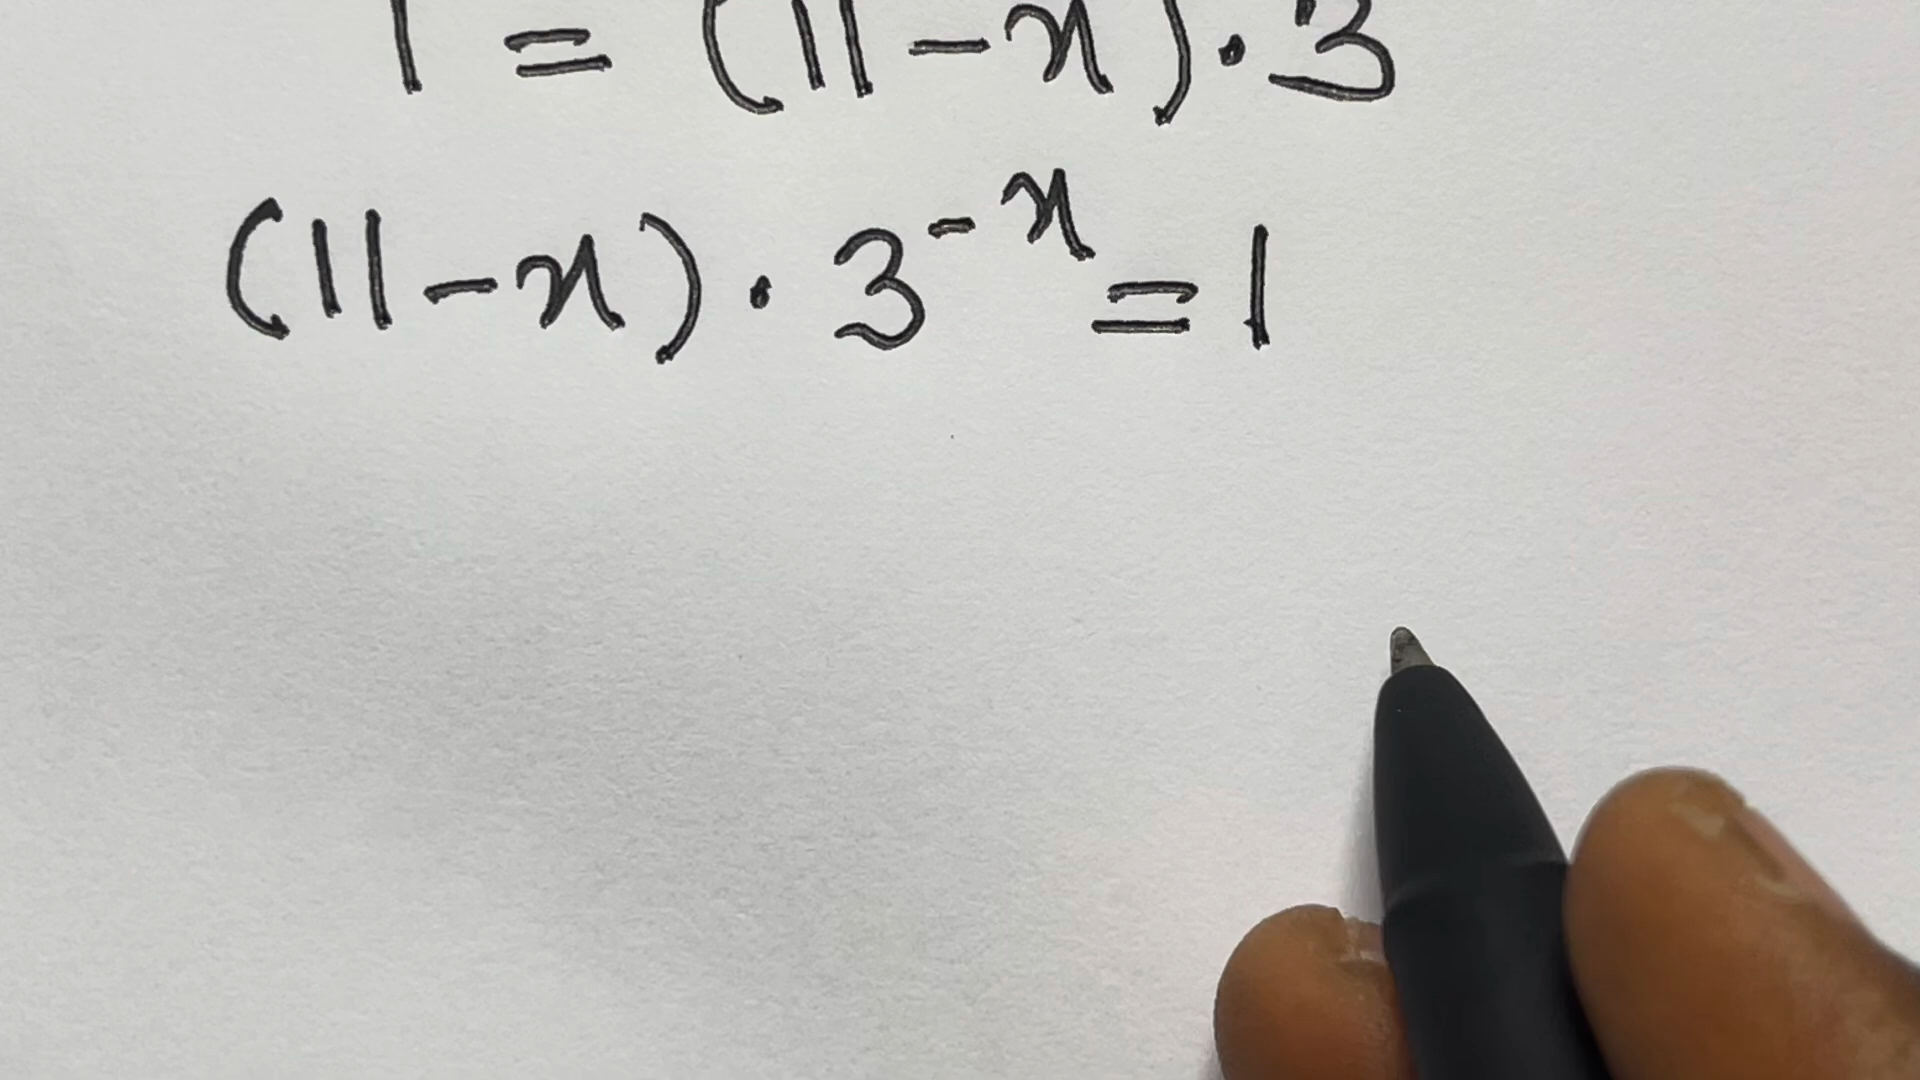 1 = (11-x)·3
(11-x)·3^{-x} = 1